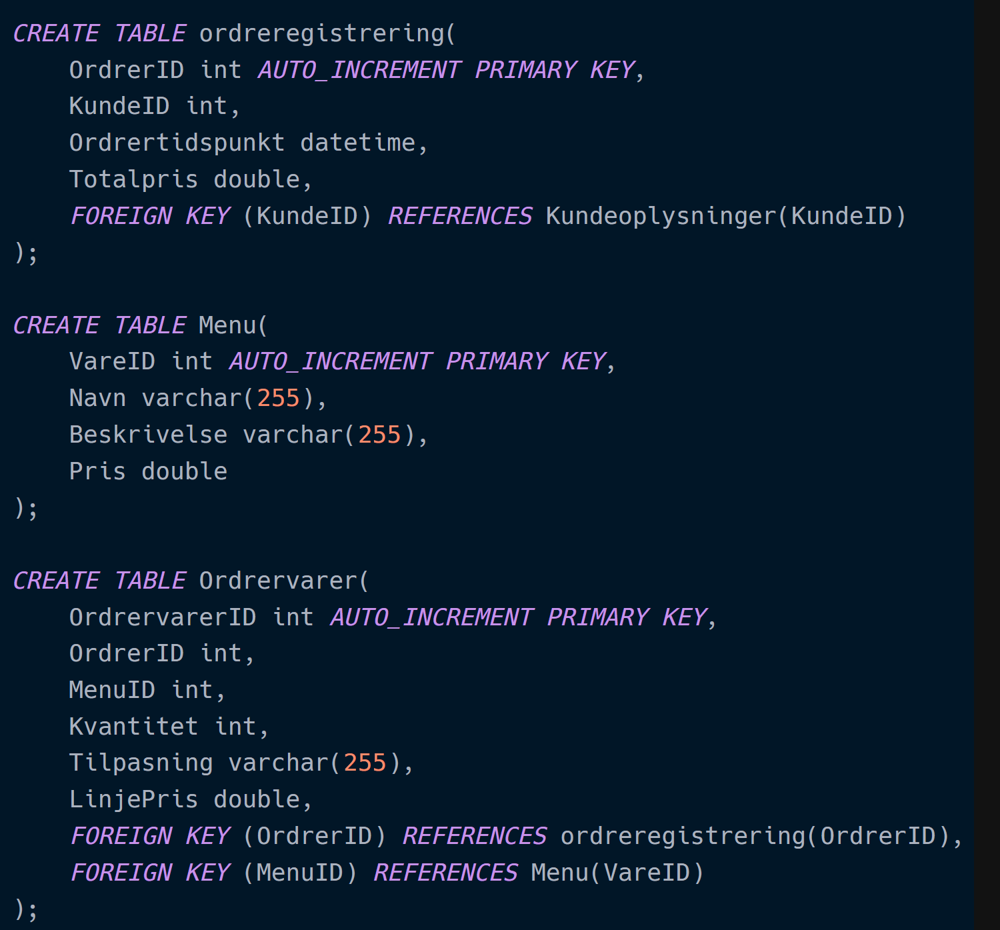 CREATE TABLE ordreregistrering(
    OrdrerID int AUTO_INCREMENT PRIMARY KEY,
    KundeID int,
    Ordrertidspunkt datetime,
    Totalpris double,
    FOREIGN KEY (KundeID) REFERENCES Kundeoplysninger(KundeID)
);

CREATE TABLE Menu(
    VareID int AUTO_INCREMENT PRIMARY KEY,
    Navn varchar(255),
    Beskrivelse varchar(255),
    Pris double
);

CREATE TABLE Ordrervarer(
    OrdrervarerID int AUTO_INCREMENT PRIMARY KEY,
    OrdrerID int,
    MenuID int,
    Kvantitet int,
    Tilpasning varchar(255),
    LinjePris double,
    FOREIGN KEY (OrdrerID) REFERENCES ordreregistrering(OrdrerID),
    FOREIGN KEY (MenuID) REFERENCES Menu(VareID)
);